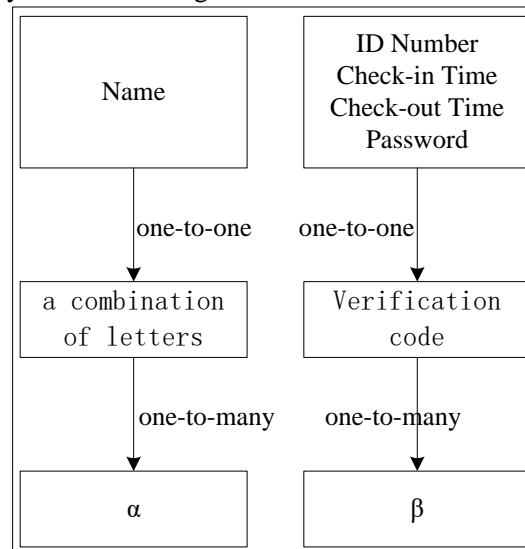 Name
ID Number
Check-in Time
Check-out Time
Password
one-to-one
one-to-one
a combination
of letters
Verification
code
one-to-many
one-to-many
α
β